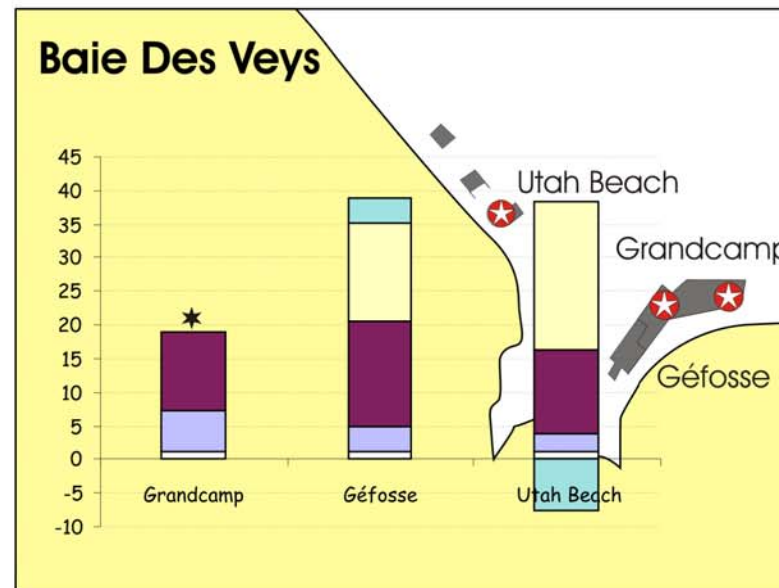 Baie Des Veys
45
40
35
30
25
20
15
10
5
0
-5
-10
Grandcamp
Géfosse
Utah Beach
Utah Beach
Grandcamp
Géfosse